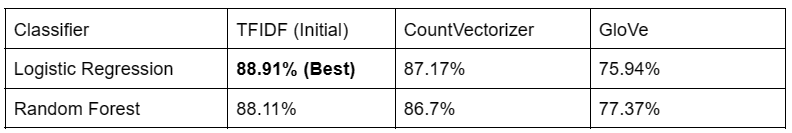 Classifier TFIDF (Initial) CountVectorizer GloVe
Logistic Regression 88.91% (Best) 87.17% 75.94%
Random Forest 88.11% 86.7% 77.37%